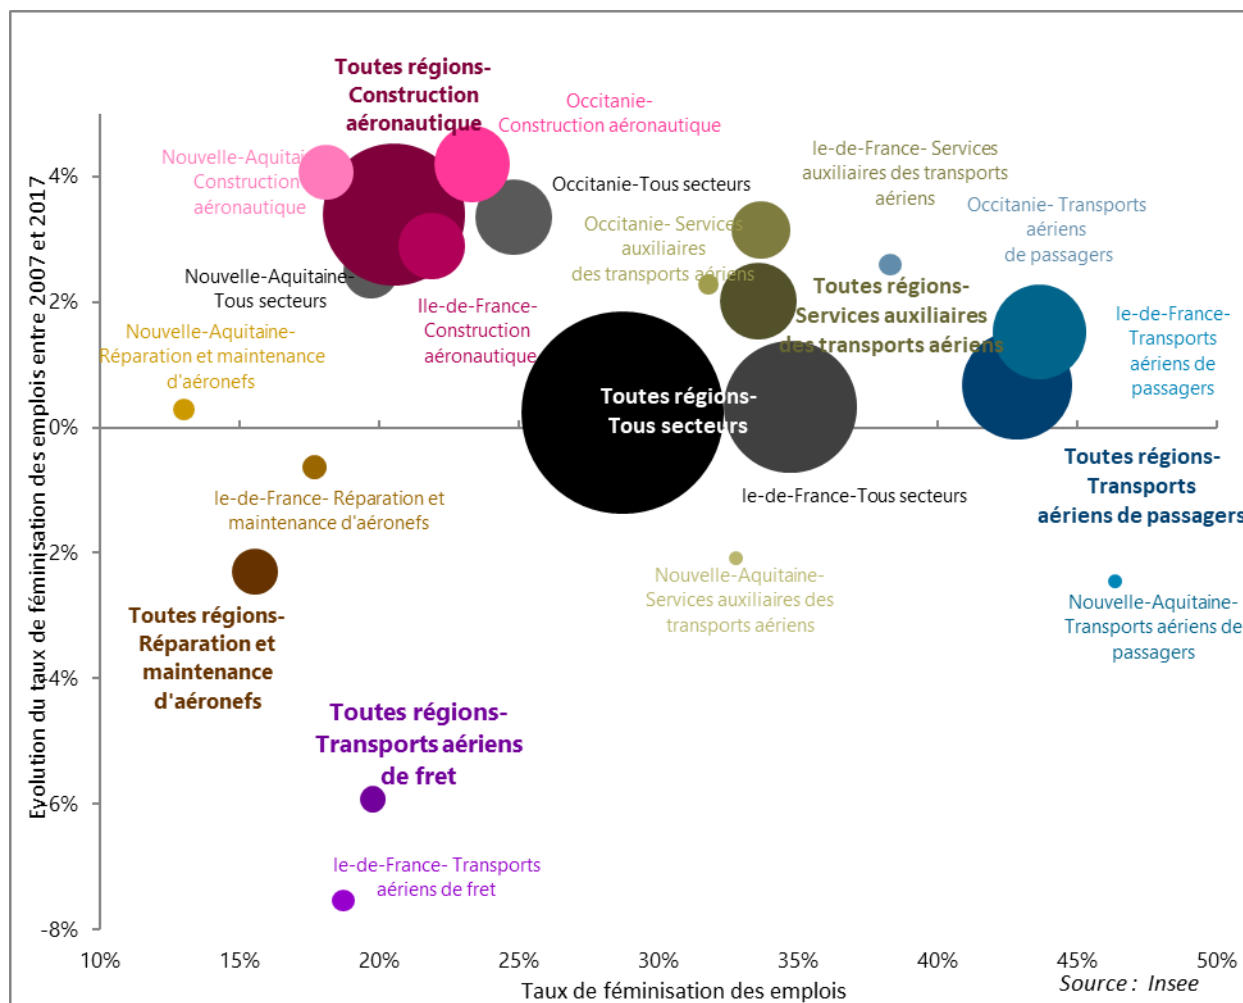 Toutes régions-
Construction
aéronautique
Occitanie-
Construction aéronautique
Nouvelle-Aquitai
Construction
aéronautique
Ie-de-France- Services
auxiliaires des transports
aériens
Occitanie-Tous secteurs
Occitanie- Services
auxiliaires
des transports aériens
Occitanie- Transports
aériens
de passagers
Nouvelle-Aquitaine-
Tous secteurs
Ile-de-France-
Construction
aéronautique
Toutes régions-
Services auxiliaires
des transports aériens
Ie-de-France-
Transports
aériens de
passagers
Nouvelle-Aquitaine-
Réparation et maintenance
d'aéronefs
Toutes régions-
Tous secteurs
Ie-de-France-Tous secteurs
Toutes régions-
Transports
aériens de passagers
Ie-de-France- Réparation et
maintenance d'aéronefs
Nouvelle-Aquitaine-
Services auxiliaires des
transports aériens
Nouvelle-Aquitaine-
Transports aériens de
passagers
Toutes régions-
Réparation et
maintenance
d'aéronefs
Toutes régions-
Transports aériens
de fret
Ie-de-France- Transports
aériens de fret
Evolution du taux de féminisation des emplois entre 2007 et 2017
4%
2%
0%
-2%
-4%
-6%
-8%
10%
15%
20%
25%
30%
35%
40%
45%
50%
Taux de féminisation des emplois
Source : Insee